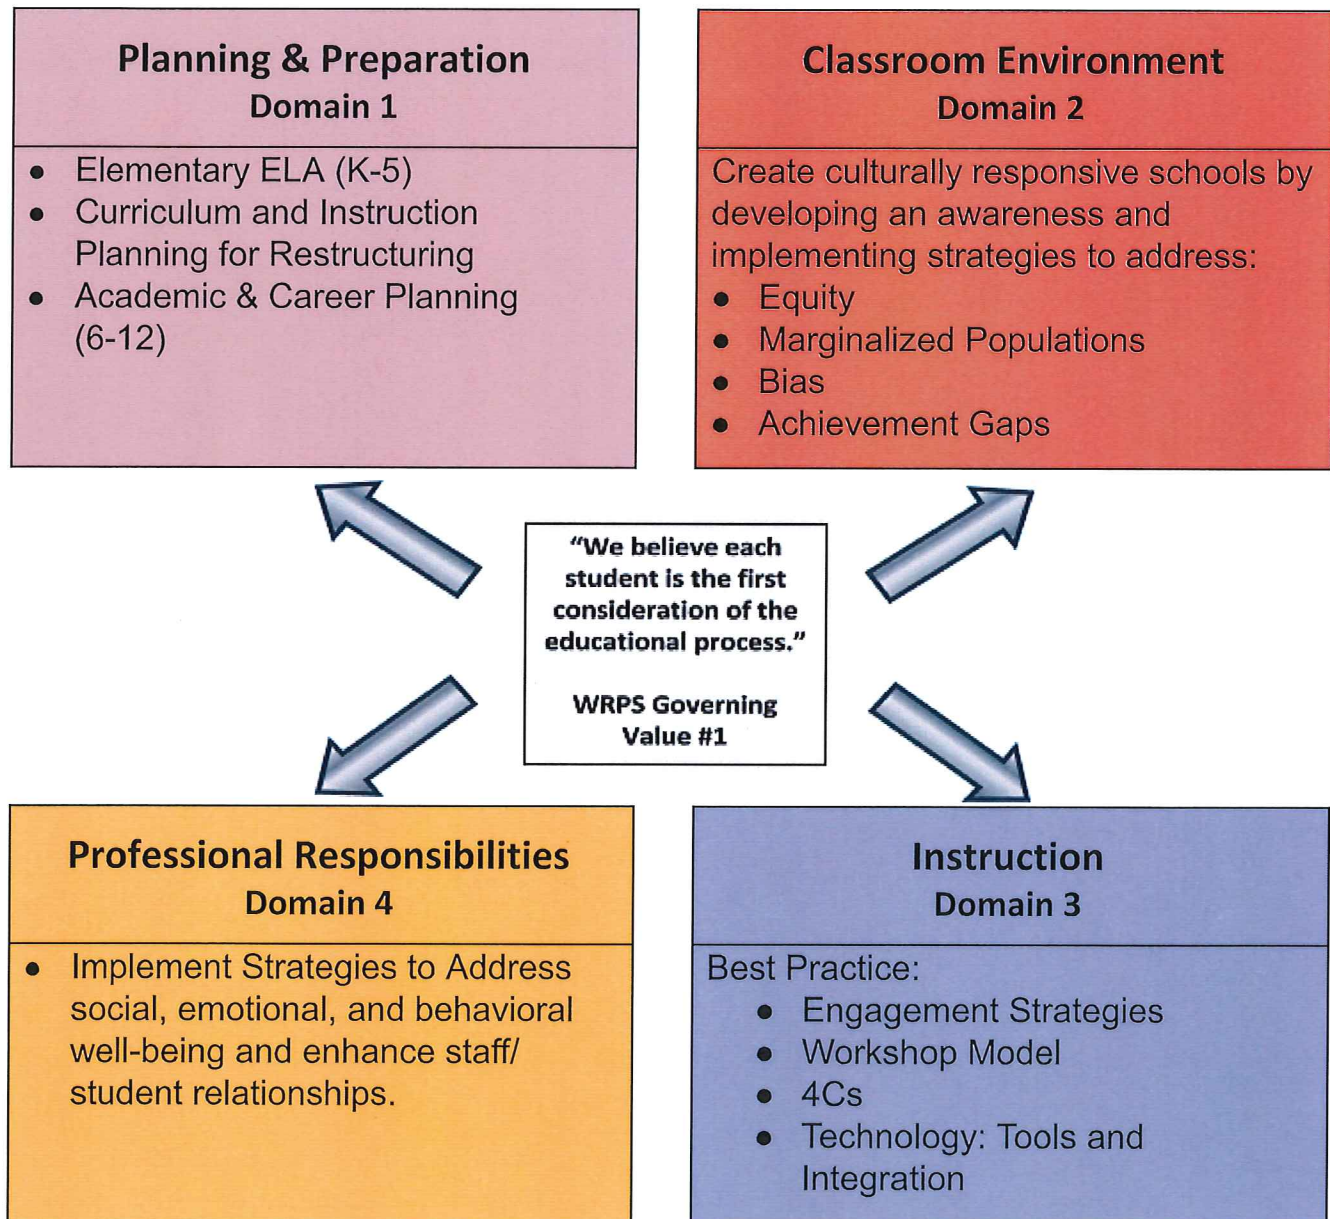 Planning & Preparation
Domain 1
• Elementary ELA (K-5)
• Curriculum and Instruction
Planning for Restructuring
• Academic & Career Planning
(6-12)
Classroom Environment
Domain 2
Create culturally responsive schools by
developing an awareness and
implementing strategies to address:
• Equity
• Marginalized Populations
• Bias
• Achievement Gaps
“We believe each
student is the first
consideration of the
educational process.”
WRPS Governing
Value #1
Professional Responsibilities
Domain 4
• Implement Strategies to Address
social, emotional, and behavioral
well-being and enhance staff/
student relationships.
Instruction
Domain 3
Best Practice:
• Engagement Strategies
• Workshop Model
• 4Cs
• Technology: Tools and
Integration